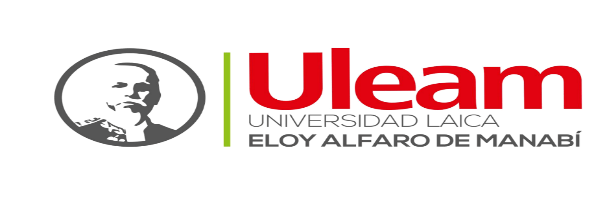 Uleam
UNIVERSIDAD LAICA
ELOY ALFARO DE MANABÍ